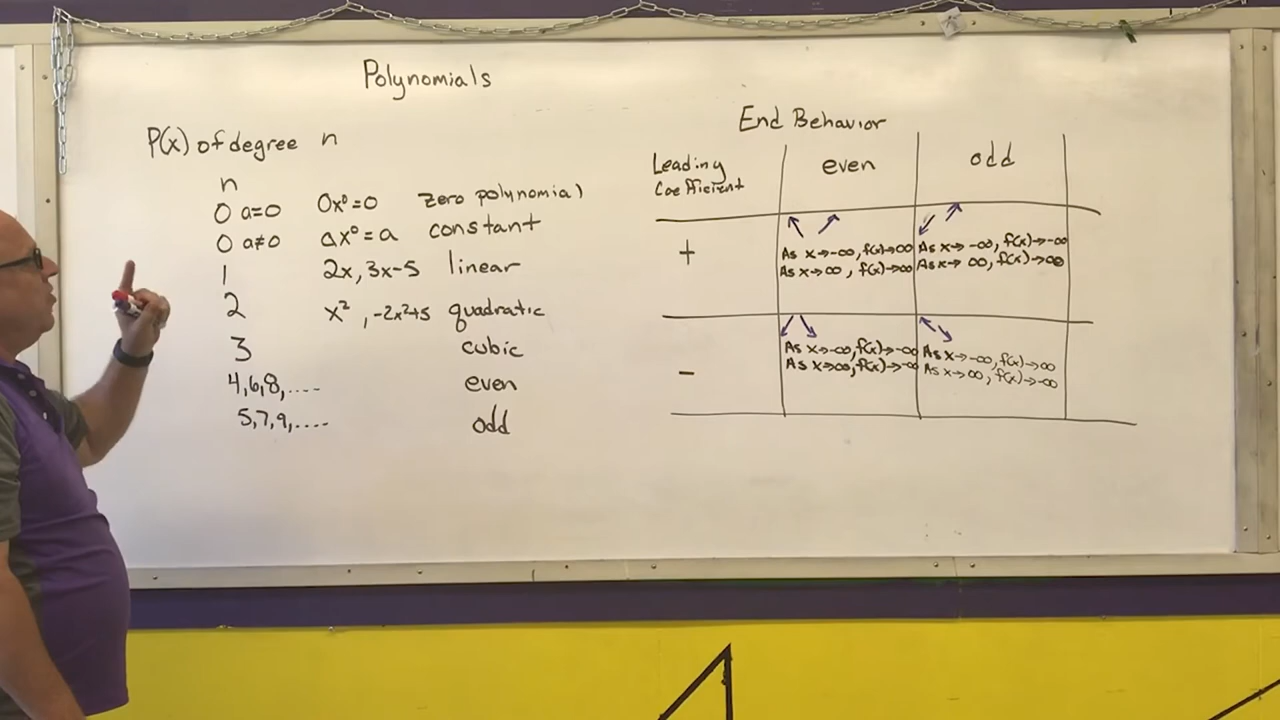 Polynomials
P(x) of degree n
n
0 a=0 0x⁰=0 zero polynomial
0 a≠0 ax⁰=a constant
1 2x, 3x-5 linear
2 x², -2x²+5 quadratic
3 cubic
4,6,8,.... even
5,7,9,.... odd
End Behavior
Leading
Coefficient
even
odd
+
As x→-∞, f(x)→∞
As x→∞, f(x)→∞
As x→-∞, f(x)→-∞
As x→∞, f(x)→∞
-
As x→-∞, f(x)→-∞
As x→∞, f(x)→-∞
As x→-∞, f(x)→∞
As x→∞, f(x)→-∞